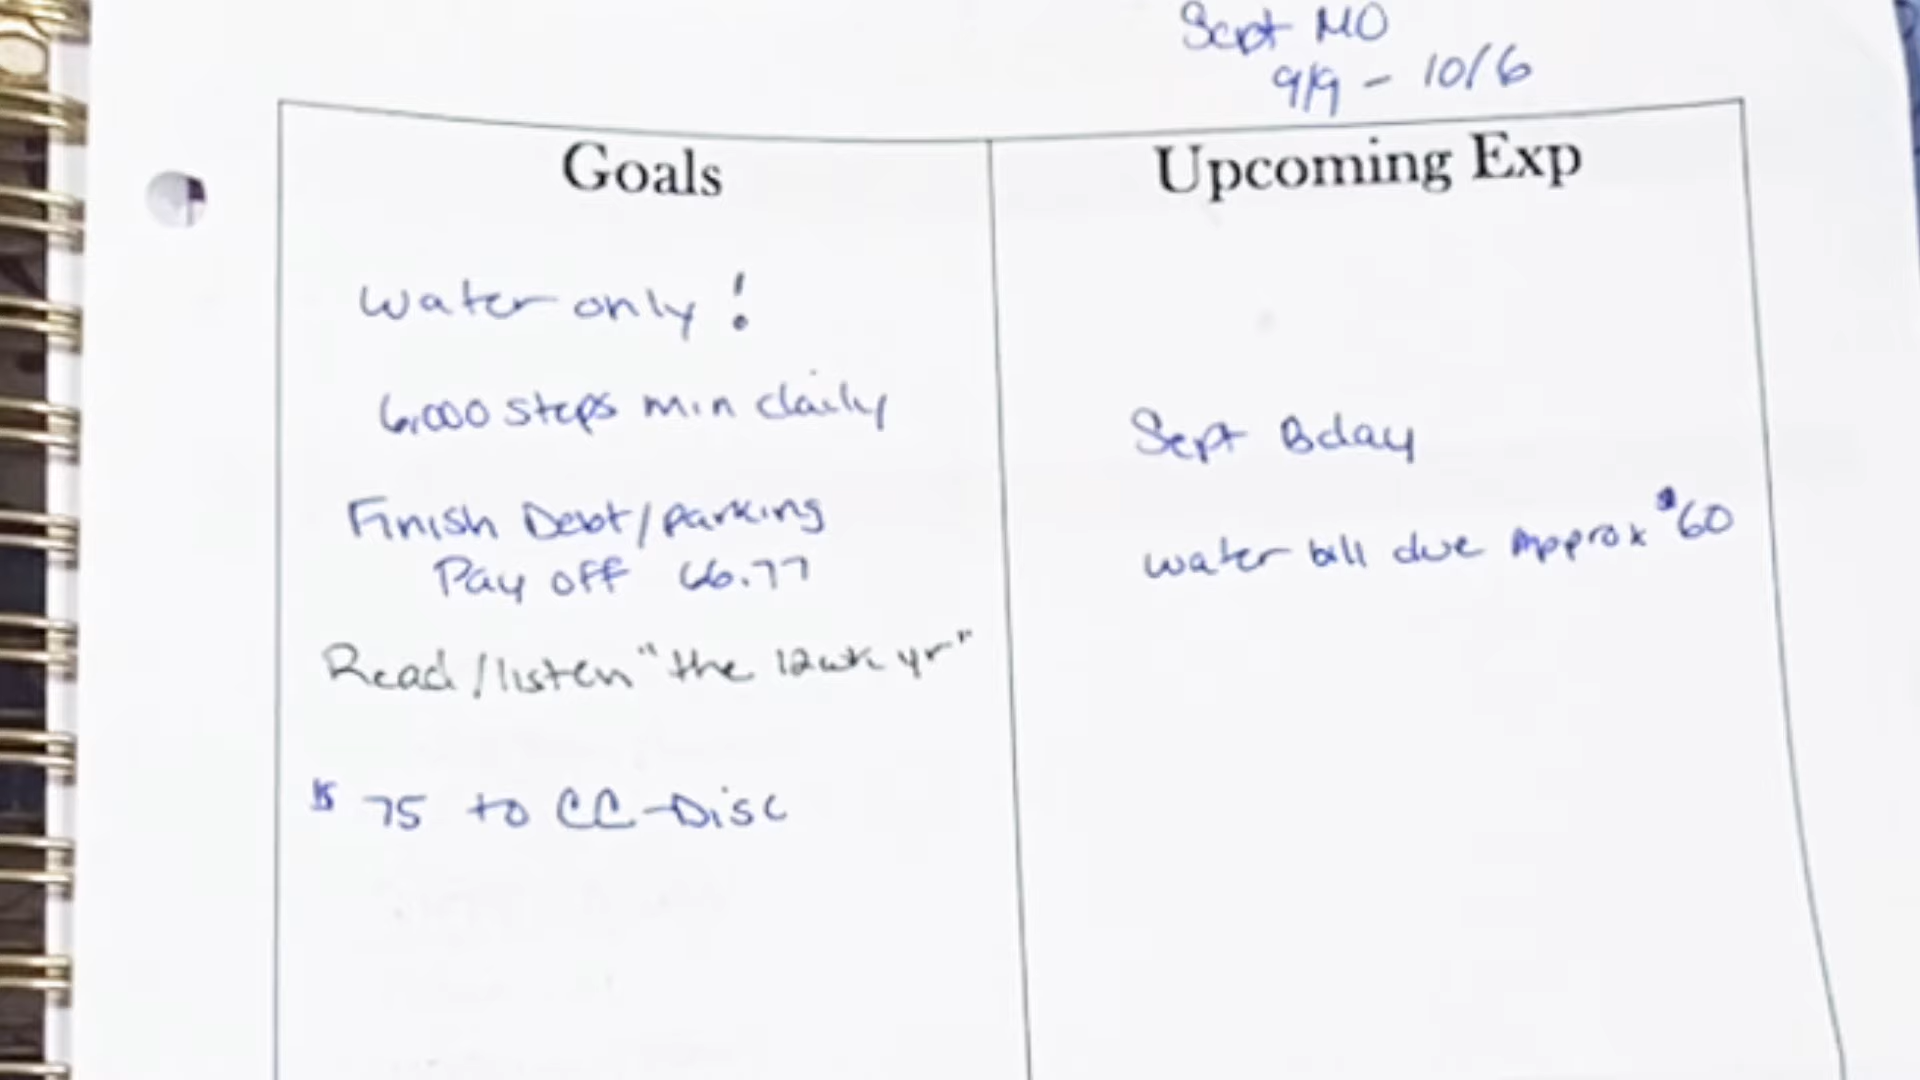 Sept MO
9/9 - 10/6
Goals
Water only!
6,000 steps min daily
Finish Debt/parking
Pay off 66.77
Read/listen "the 12wk yr"
$ 75 to CC-Disc
Upcoming Exp
Sept Bday
water bill due Approx $60